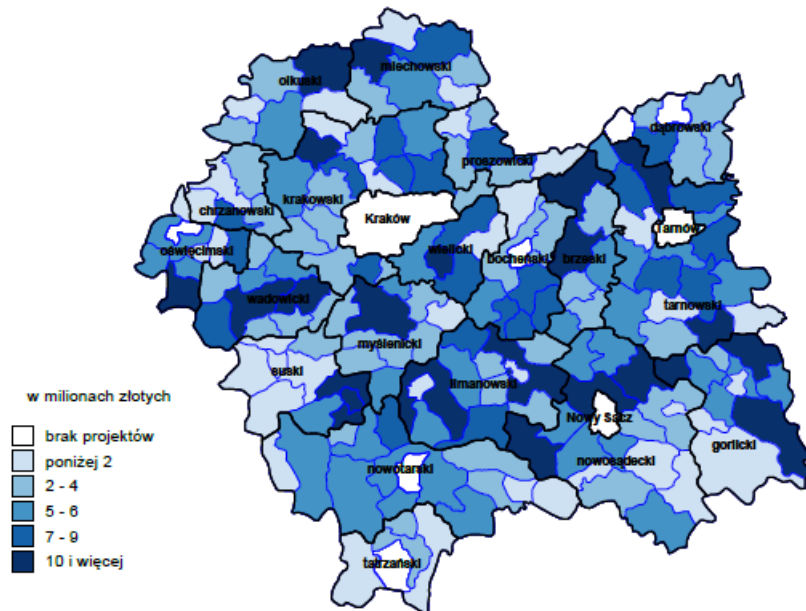 miechowski
olkuski
dąbrowski
proszowicki
krakowski
chrzanowski
Kraków
Tarnów
oświęcimski
wielicki
bocheński
brzeski
wadowicki
tarnowski
myślenicki
suski
limanowski
w milionach złotych
Nowy Sącz
brak projektów
gorlicki
nowotarski
nowosądecki
poniżej 2
2 - 4
5 - 6
7 - 9
10 i więcej
tatrzański